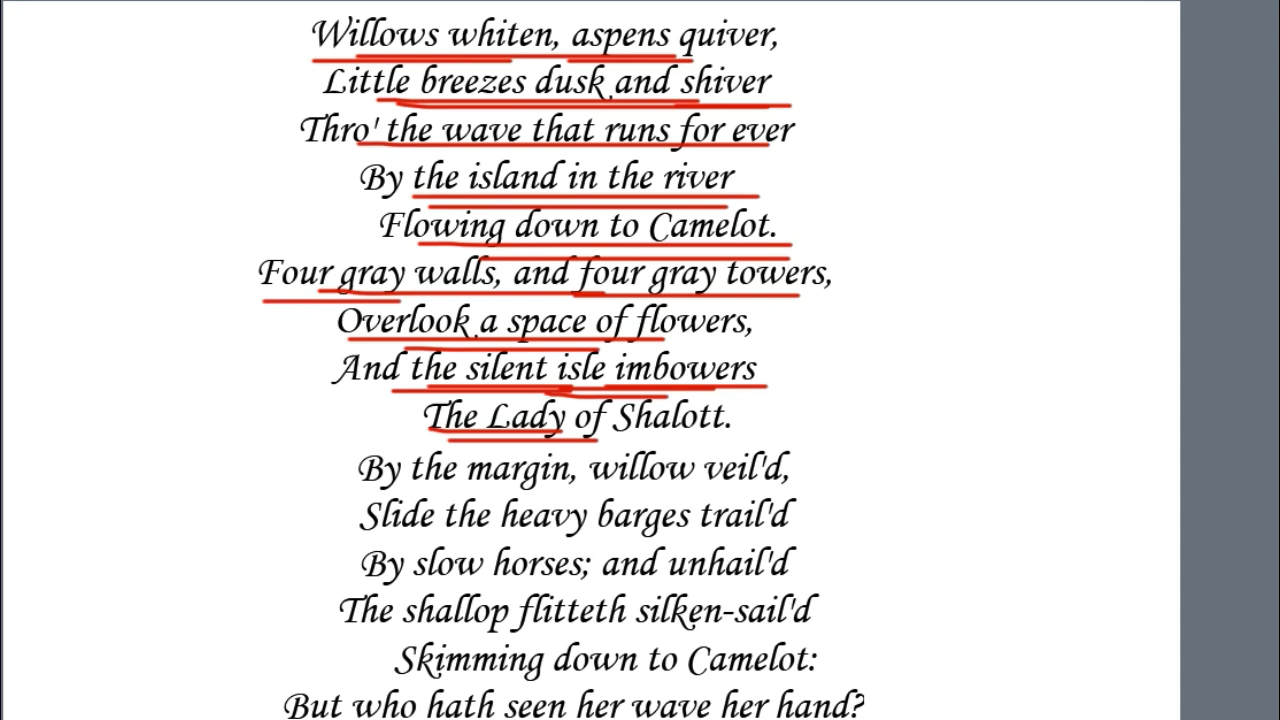 Willows whiten, aspens quiver,
Little breezes dusk and shiver
Thro' the wave that runs for ever
By the island in the river
Flowing down to Camelot.
Four gray walls, and four gray towers,
Overlook a space of flowers,
And the silent isle imbowers
The Lady of Shalott.
By the margin, willow veil'd,
Slide the heavy barges trail'd
By slow horses; and unhail'd
The shallop flitteth silken-sail'd
Skimming down to Camelot:
But who hath seen her wave her hand?